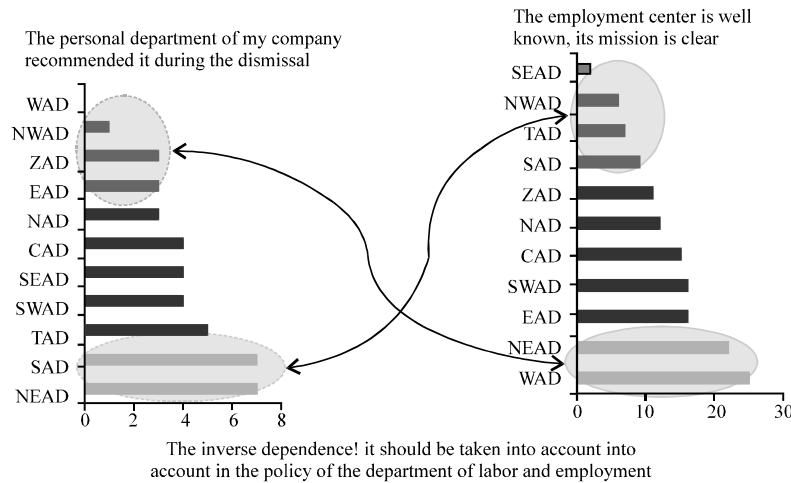 The personal department of my company
recommended it during the dismissal
WAD
NWAD
ZAD
EAD
NAD
CAD
SEAD
SWAD
TAD
SAD
NEAD
0 2 4 6 8
The employment center is well
known, its mission is clear
SEAD
NWAD
TAD
SAD
ZAD
NAD
CAD
SWAD
EAD
NEAD
WAD
0 10 20 30
The inverse dependence! it should be taken into account into
account in the policy of the department of labor and employment